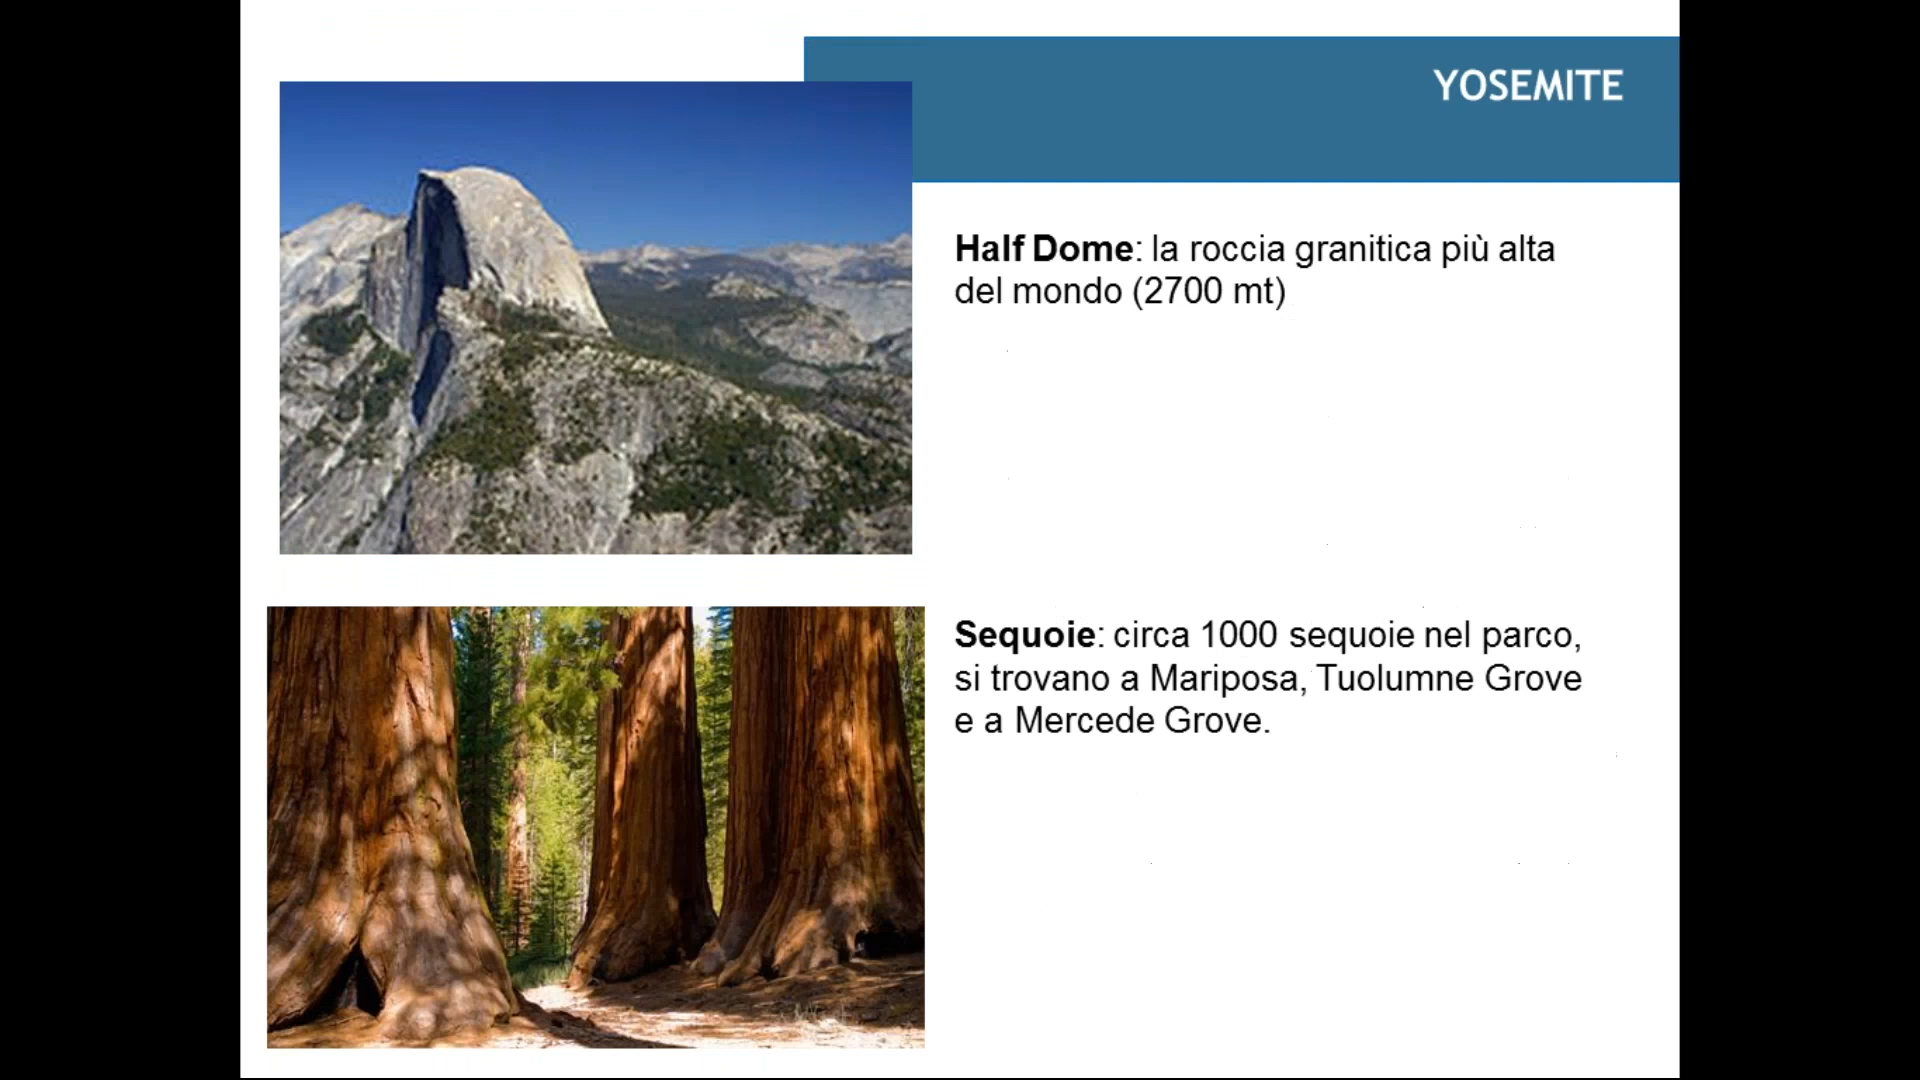 YOSEMITE
Half Dome: la roccia granitica più alta
del mondo (2700 mt)
Sequoie: circa 1000 sequoie nel parco,
si trovano a Mariposa, Tuolumne Grove
e a Mercede Grove.